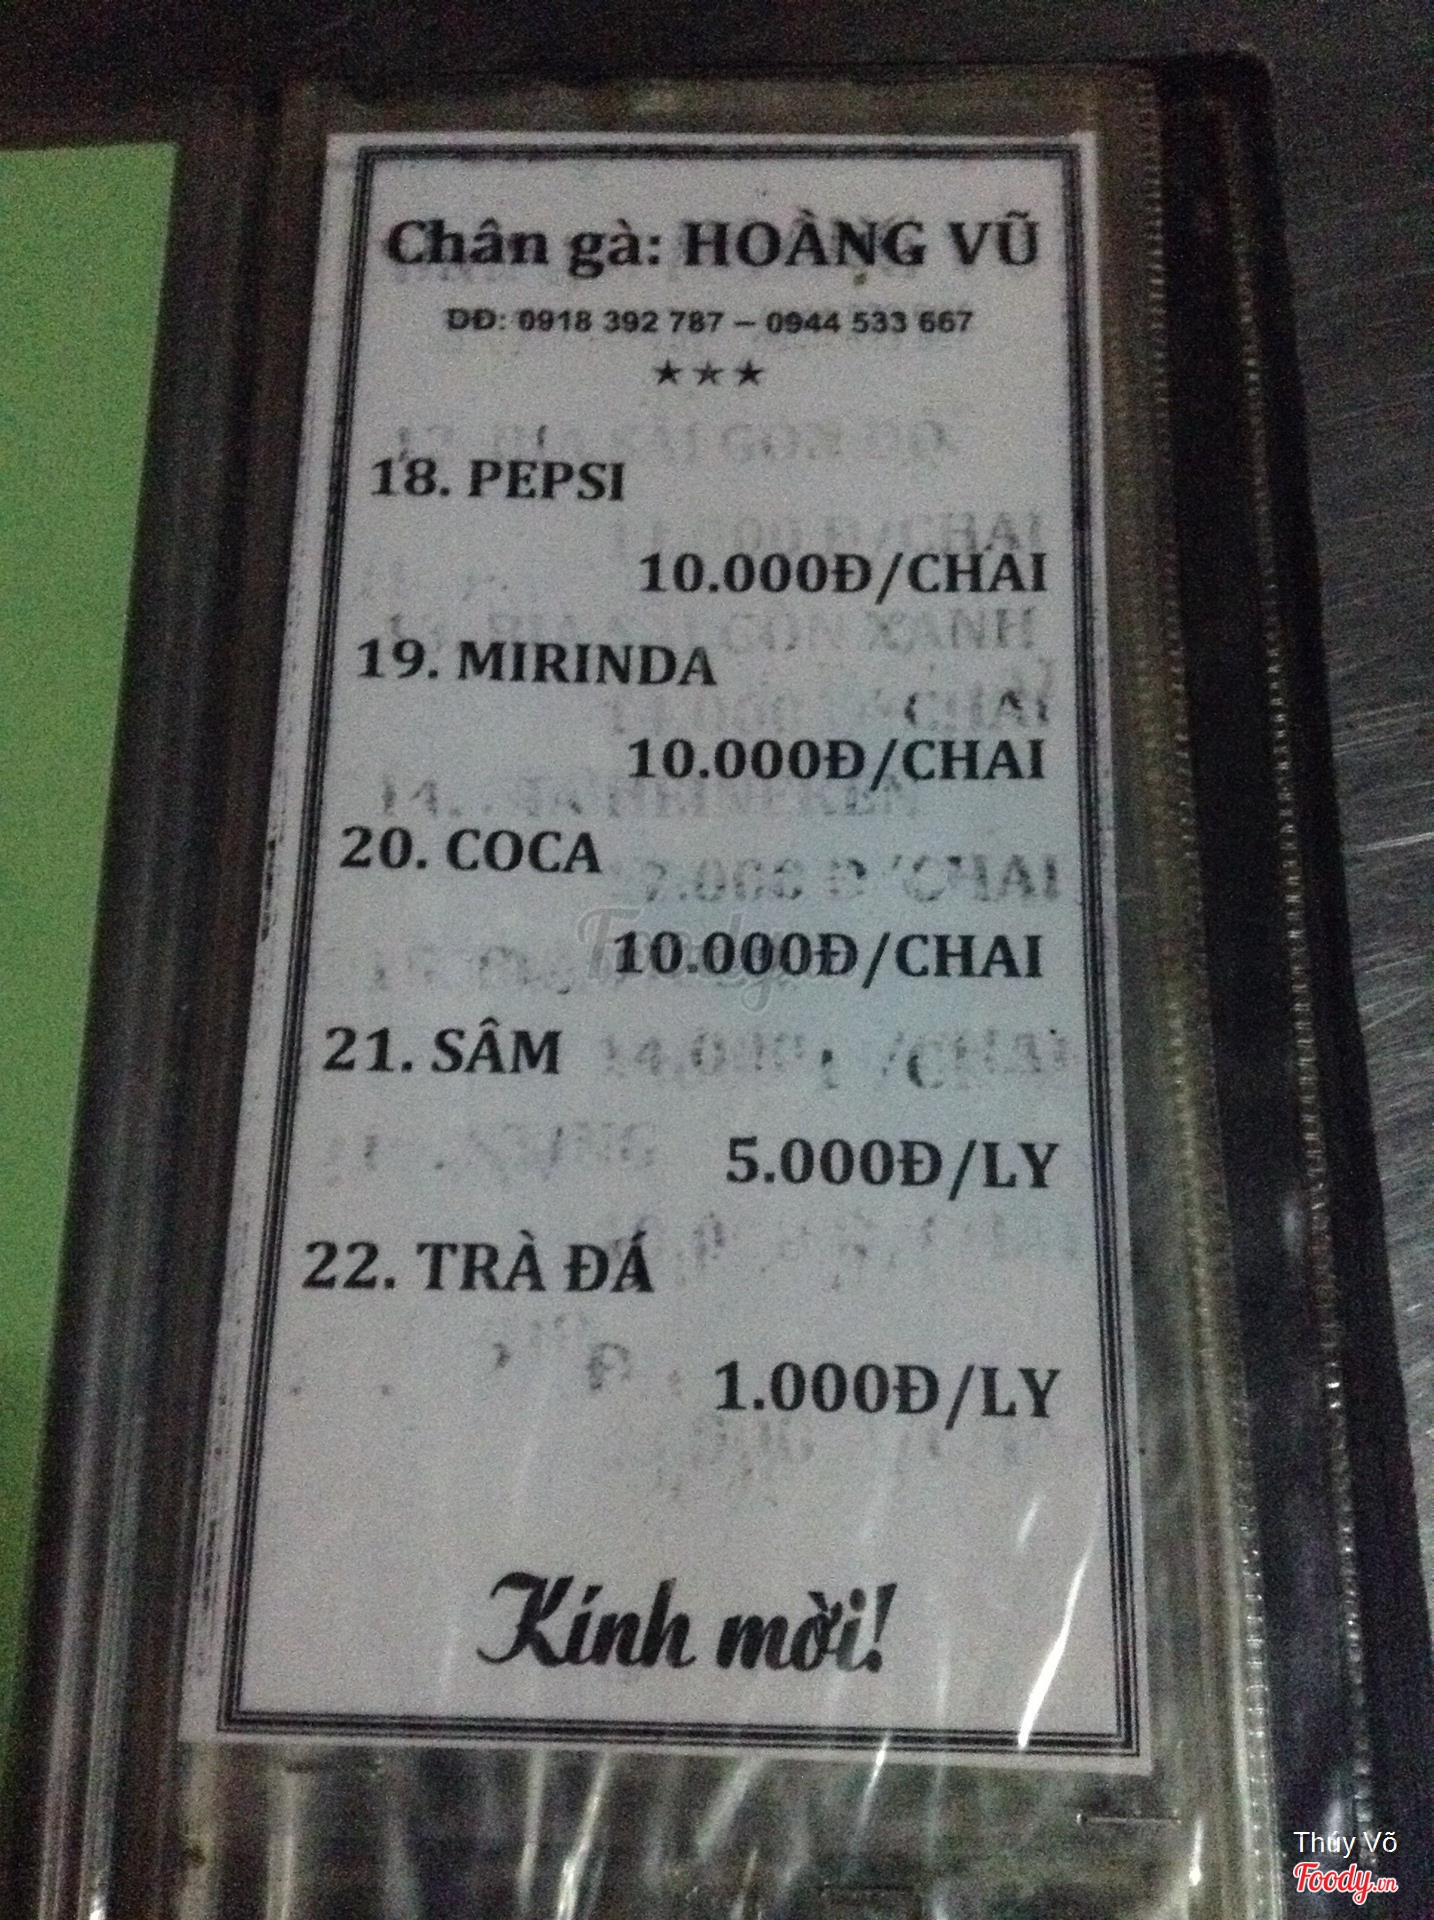 Chân gà: HOÀNG VŨ
DĐ: 0918 392 787 – 0944 533 667
★★★
18. PEPSI
10.000Đ/CHAI
19. MIRINDA
10.000Đ/CHAI
20. COCA
10.000Đ/CHAI
21. SÂM
5.000Đ/LY
22. TRÀ ĐÁ
1.000Đ/LY
Kính mời!
Foody
Thúy Võ
Foody.vn